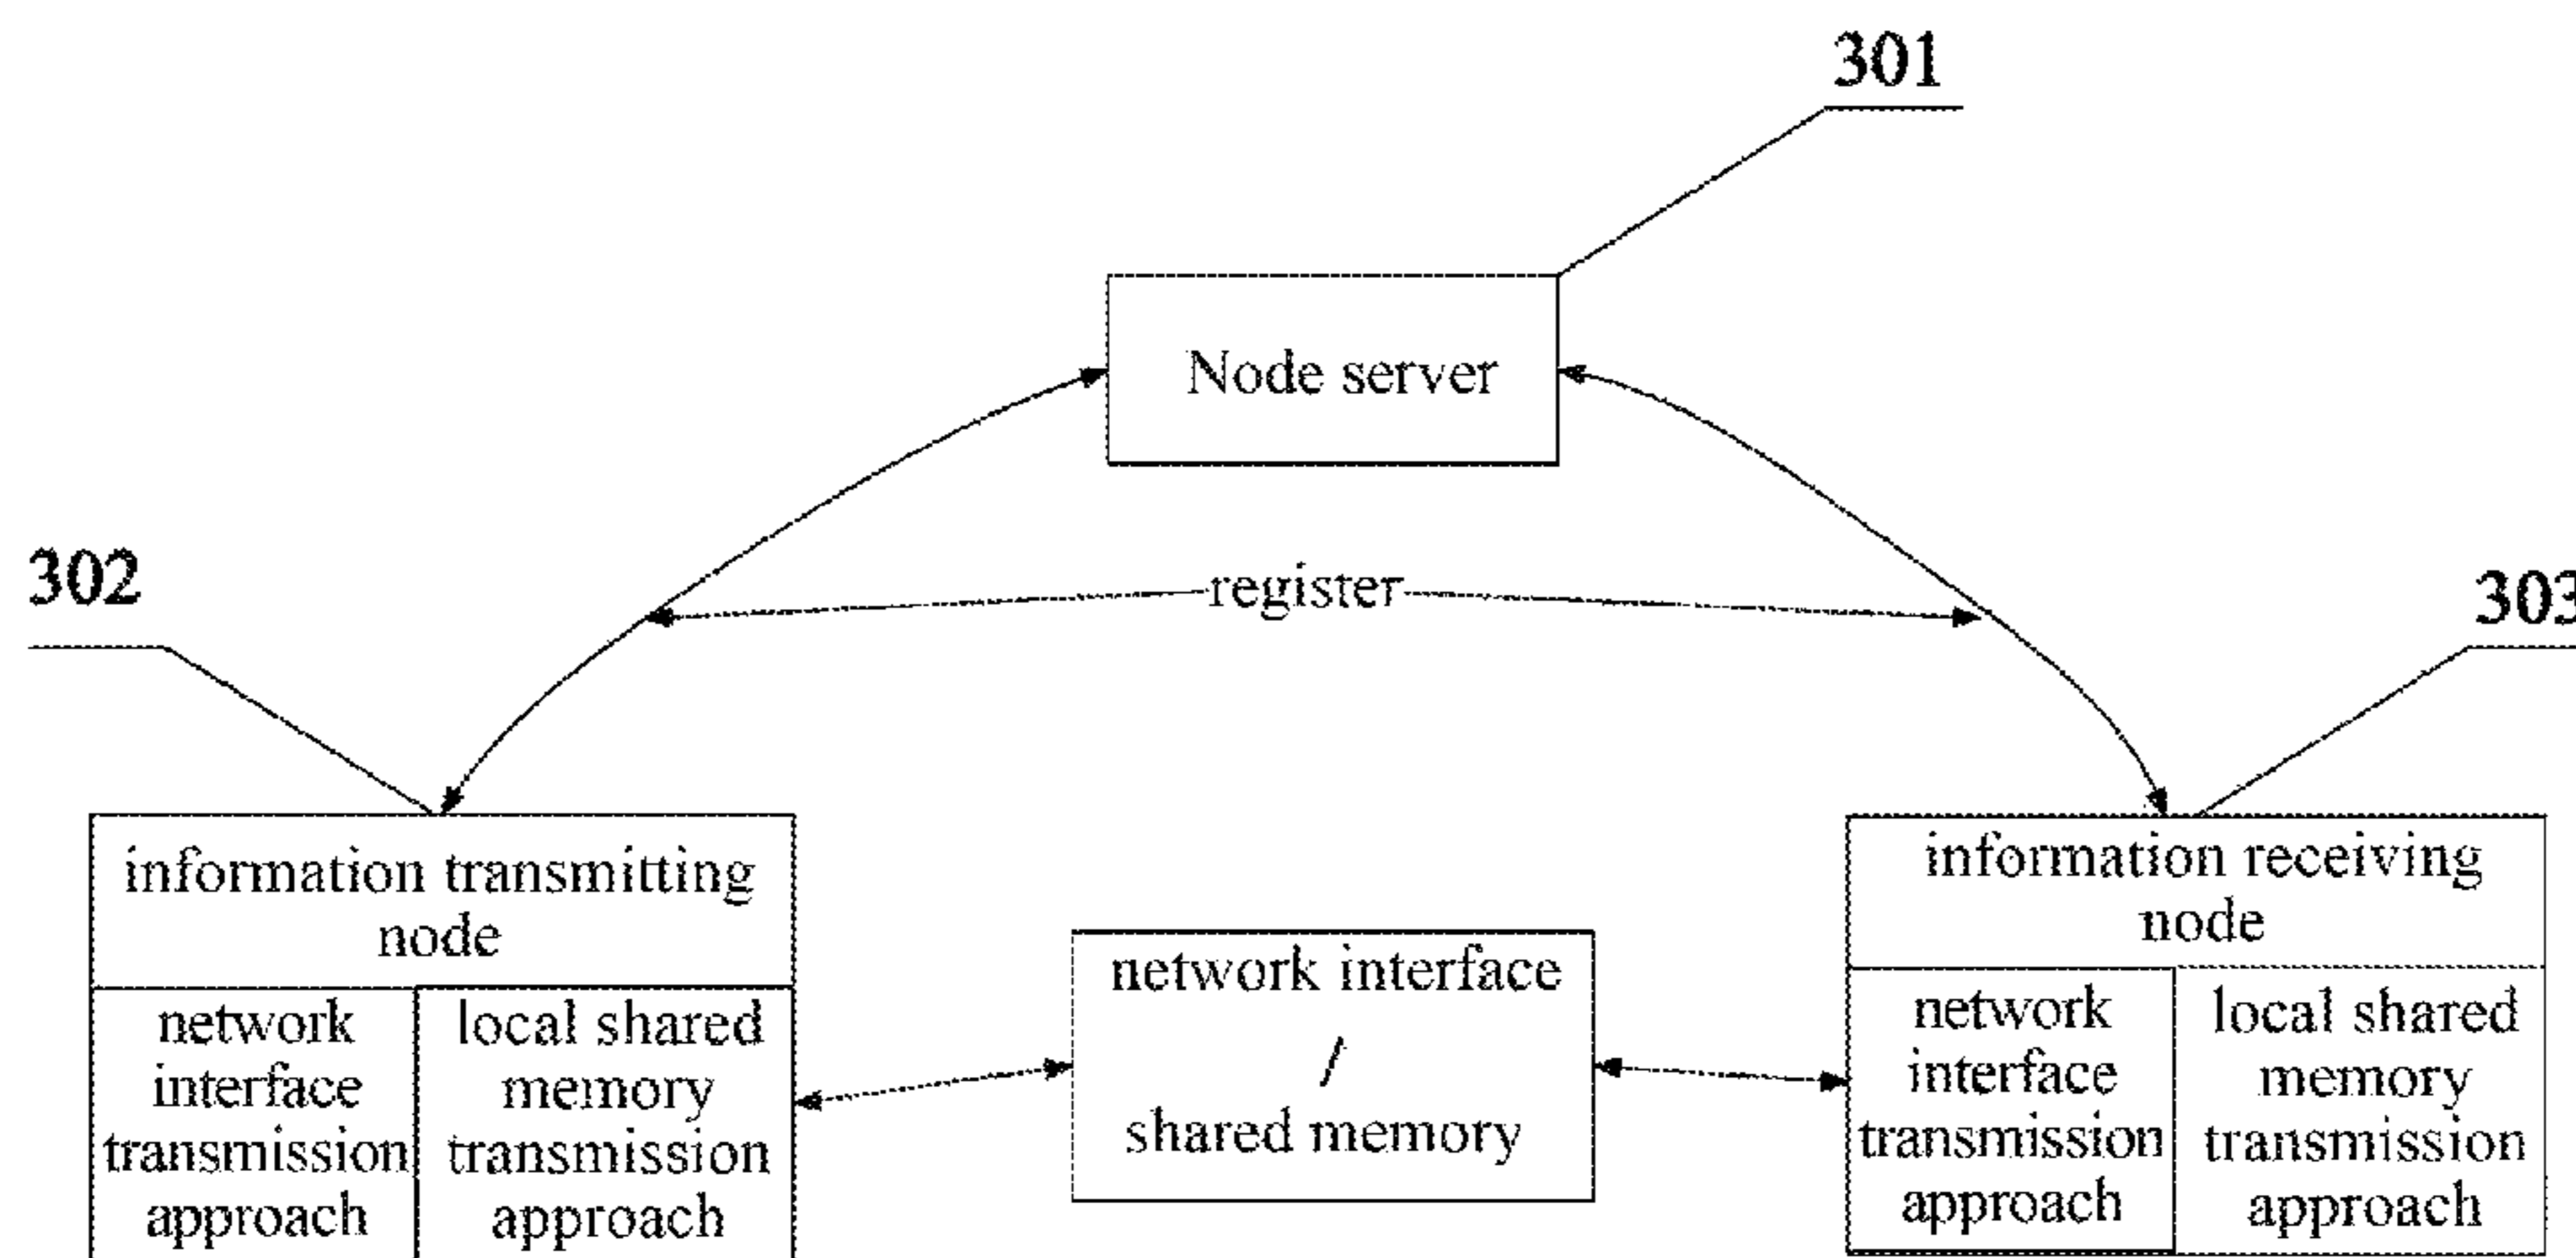 301
Node server
302
register
303
information transmitting
node
network
interface
transmission
approach
local shared
memory
transmission
approach
network interface
/
shared memory
information receiving
node
network
interface
transmission
approach
local shared
memory
transmission
approach